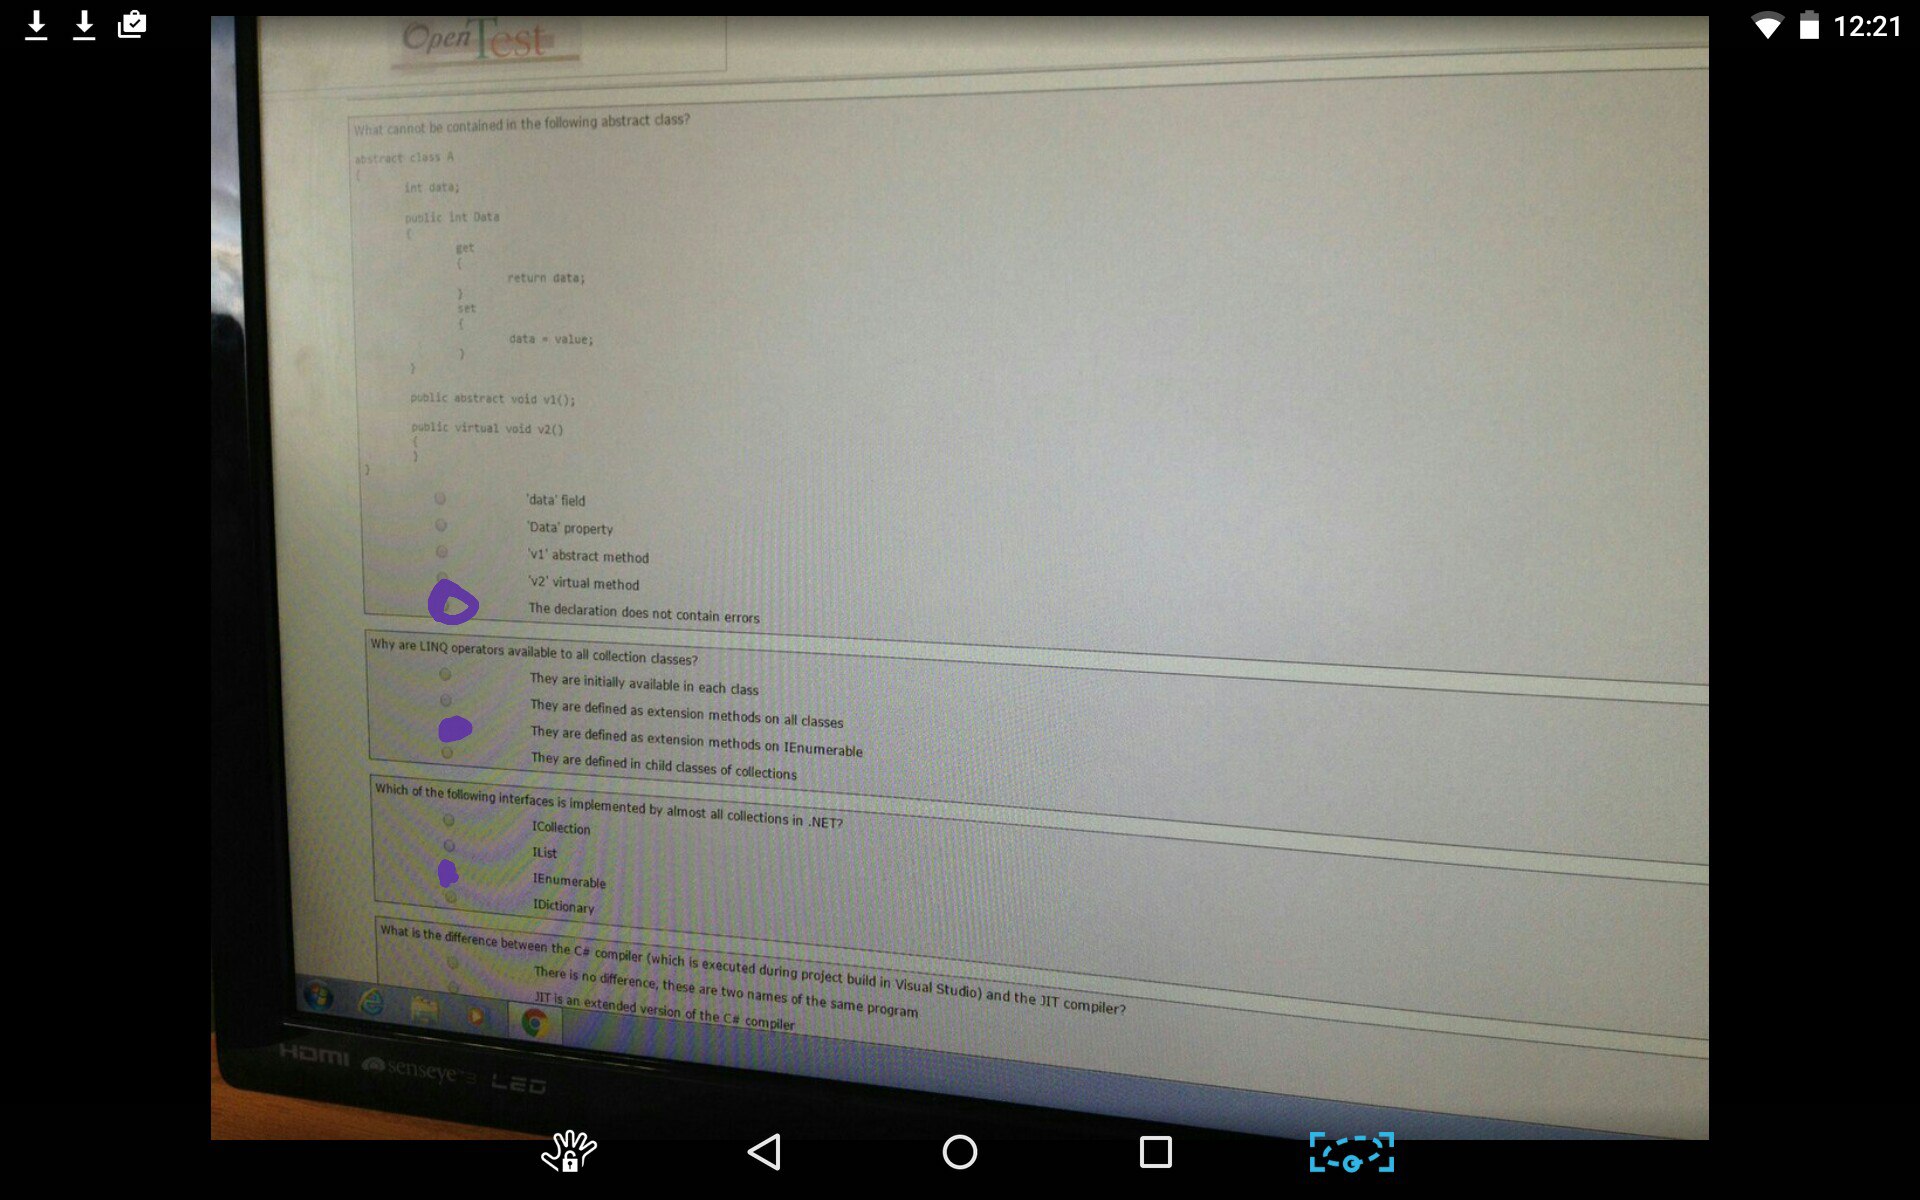 12:21
OpenTest
What cannot be contained in the following abstract class?
abstract class A
{
int data;
public int Data
{
get
{
return data;
}
set
{
data = value;
}
}
public abstract void v1();
public virtual void v2()
{
}
}
'data' field
'Data' property
'v1' abstract method
'v2' virtual method
The declaration does not contain errors
Why are LINQ operators available to all collection classes?
They are initially available in each class
They are defined as extension methods on all classes
They are defined as extension methods on IEnumerable
They are defined in child classes of collections
Which of the following interfaces is implemented by almost all collections in .NET?
ICollection
IList
IEnumerable
IDictionary
What is the difference between the C# compiler (which is executed during project build in Visual Studio) and the JIT compiler?
There is no difference, these are two names of the same program
JIT is an extended version of the C# compiler
HDMI senseye 3 LED